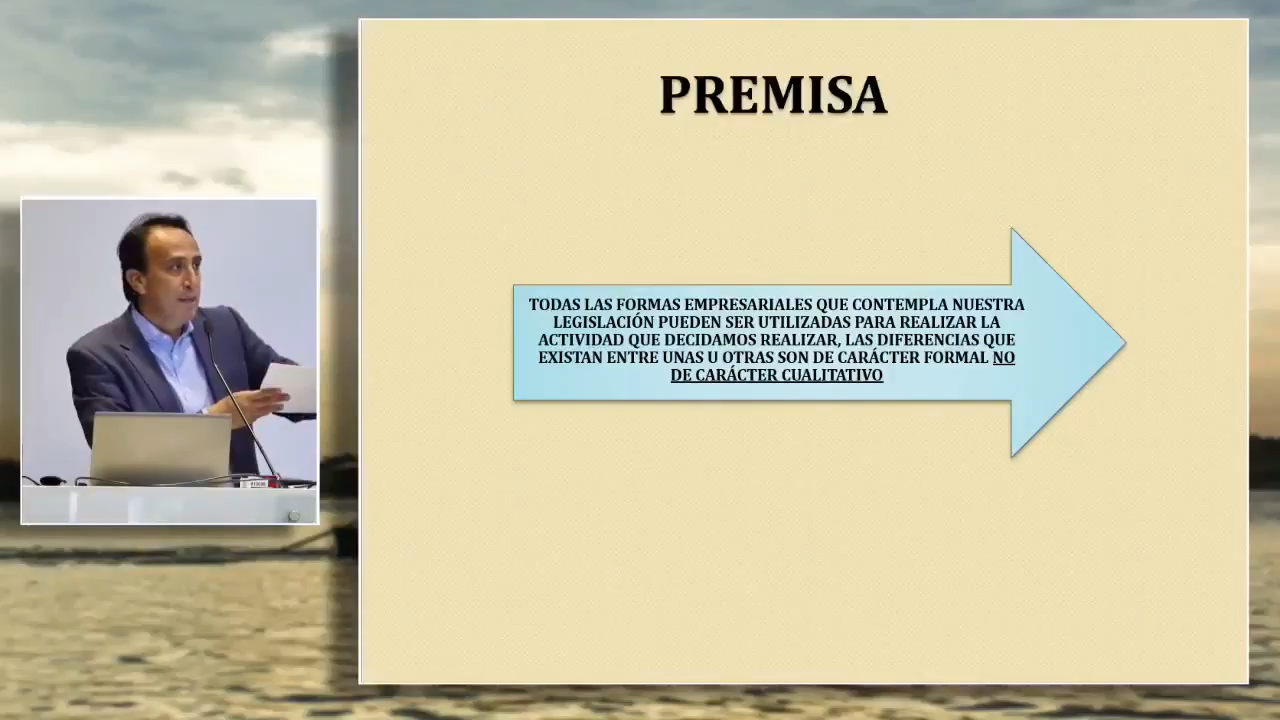 PREMISA
TODAS LAS FORMAS EMPRESARIALES QUE CONTEMPLA NUESTRA
LEGISLACIÓN PUEDEN SER UTILIZADAS PARA REALIZAR LA
ACTIVIDAD QUE DECIDAMOS REALIZAR, LAS DIFERENCIAS QUE
EXISTAN ENTRE UNAS U OTRAS SON DE CARÁCTER FORMAL NO
DE CARÁCTER CUALITATIVO